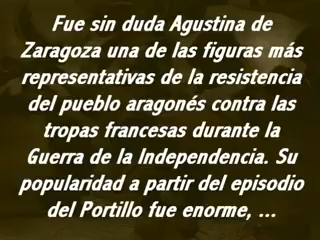 Fue sin duda Agustina de
Zaragoza una de las figuras más
representativas de la resistencia
del pueblo aragonés contra las
tropas francesas durante la
Guerra de la Independencia. Su
popularidad a partir del episodio
del Portillo fue enorme, ...